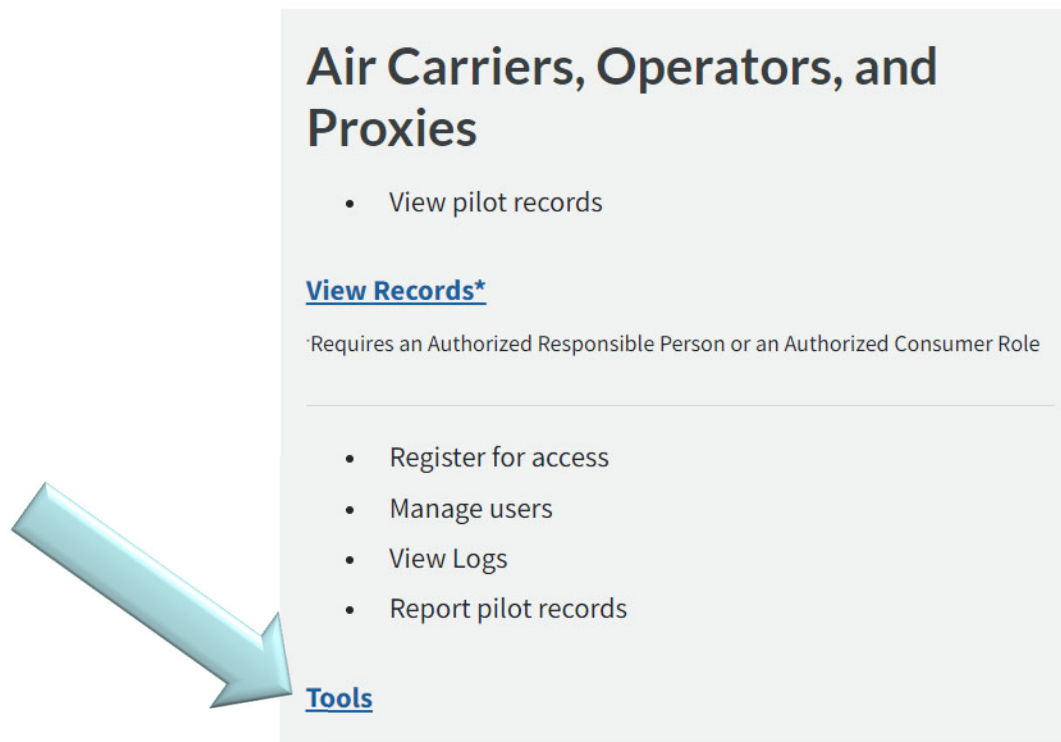 Air Carriers, Operators, and
Proxies
• View pilot records
View Records*
*Requires an Authorized Responsible Person or an Authorized Consumer Role
• Register for access
• Manage users
• View Logs
• Report pilot records
Tools